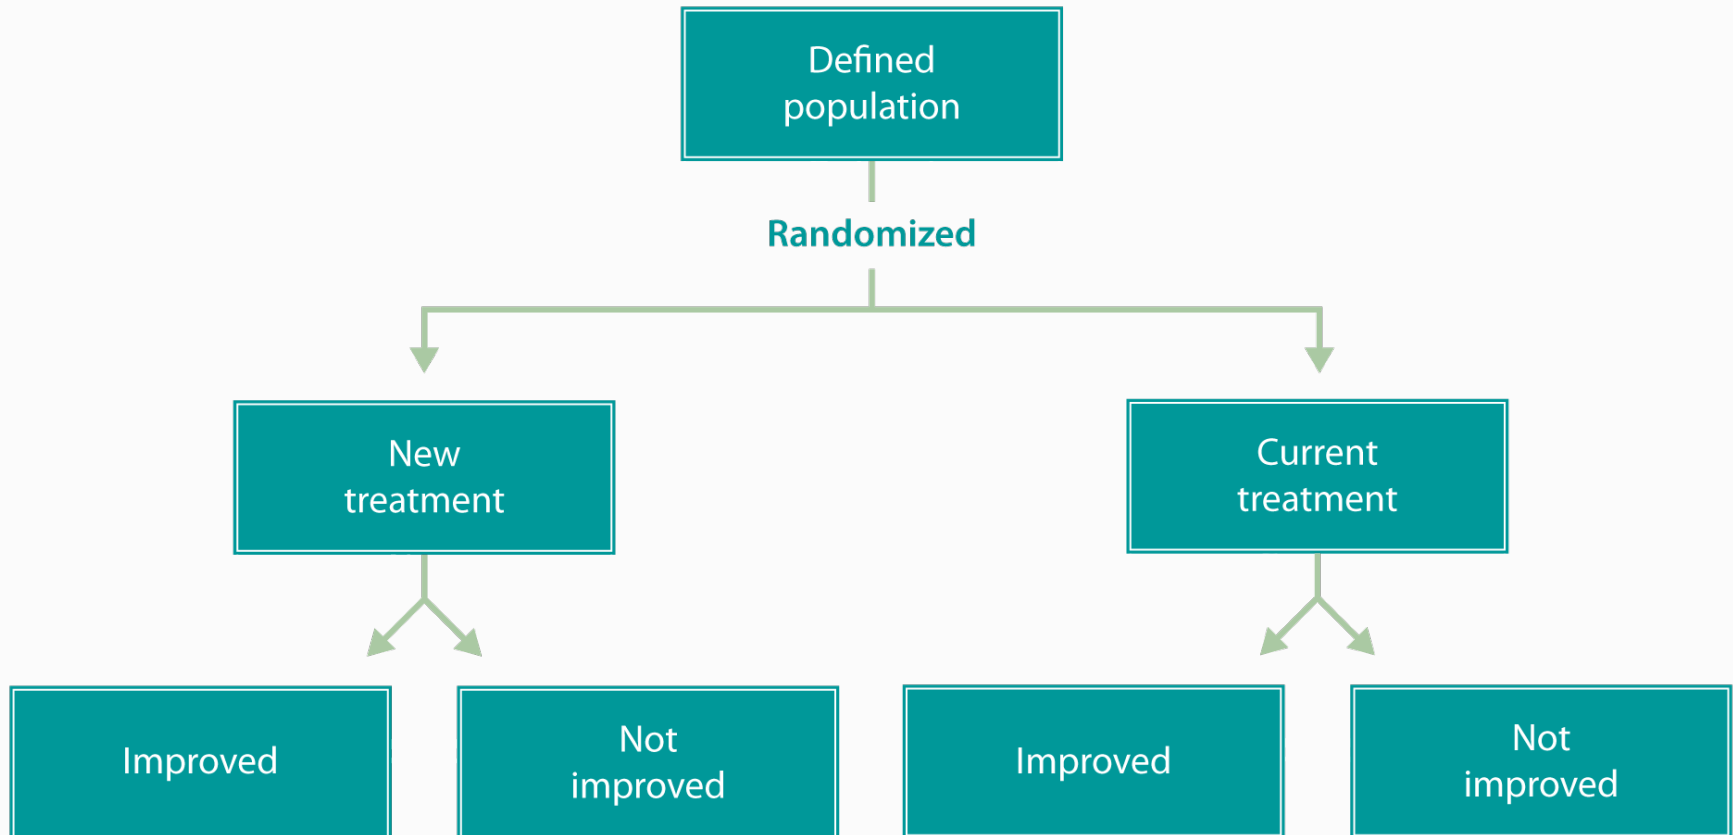 Defined
population
Randomized
New
treatment
Current
treatment
Improved
Not
improved
Improved
Not
improved